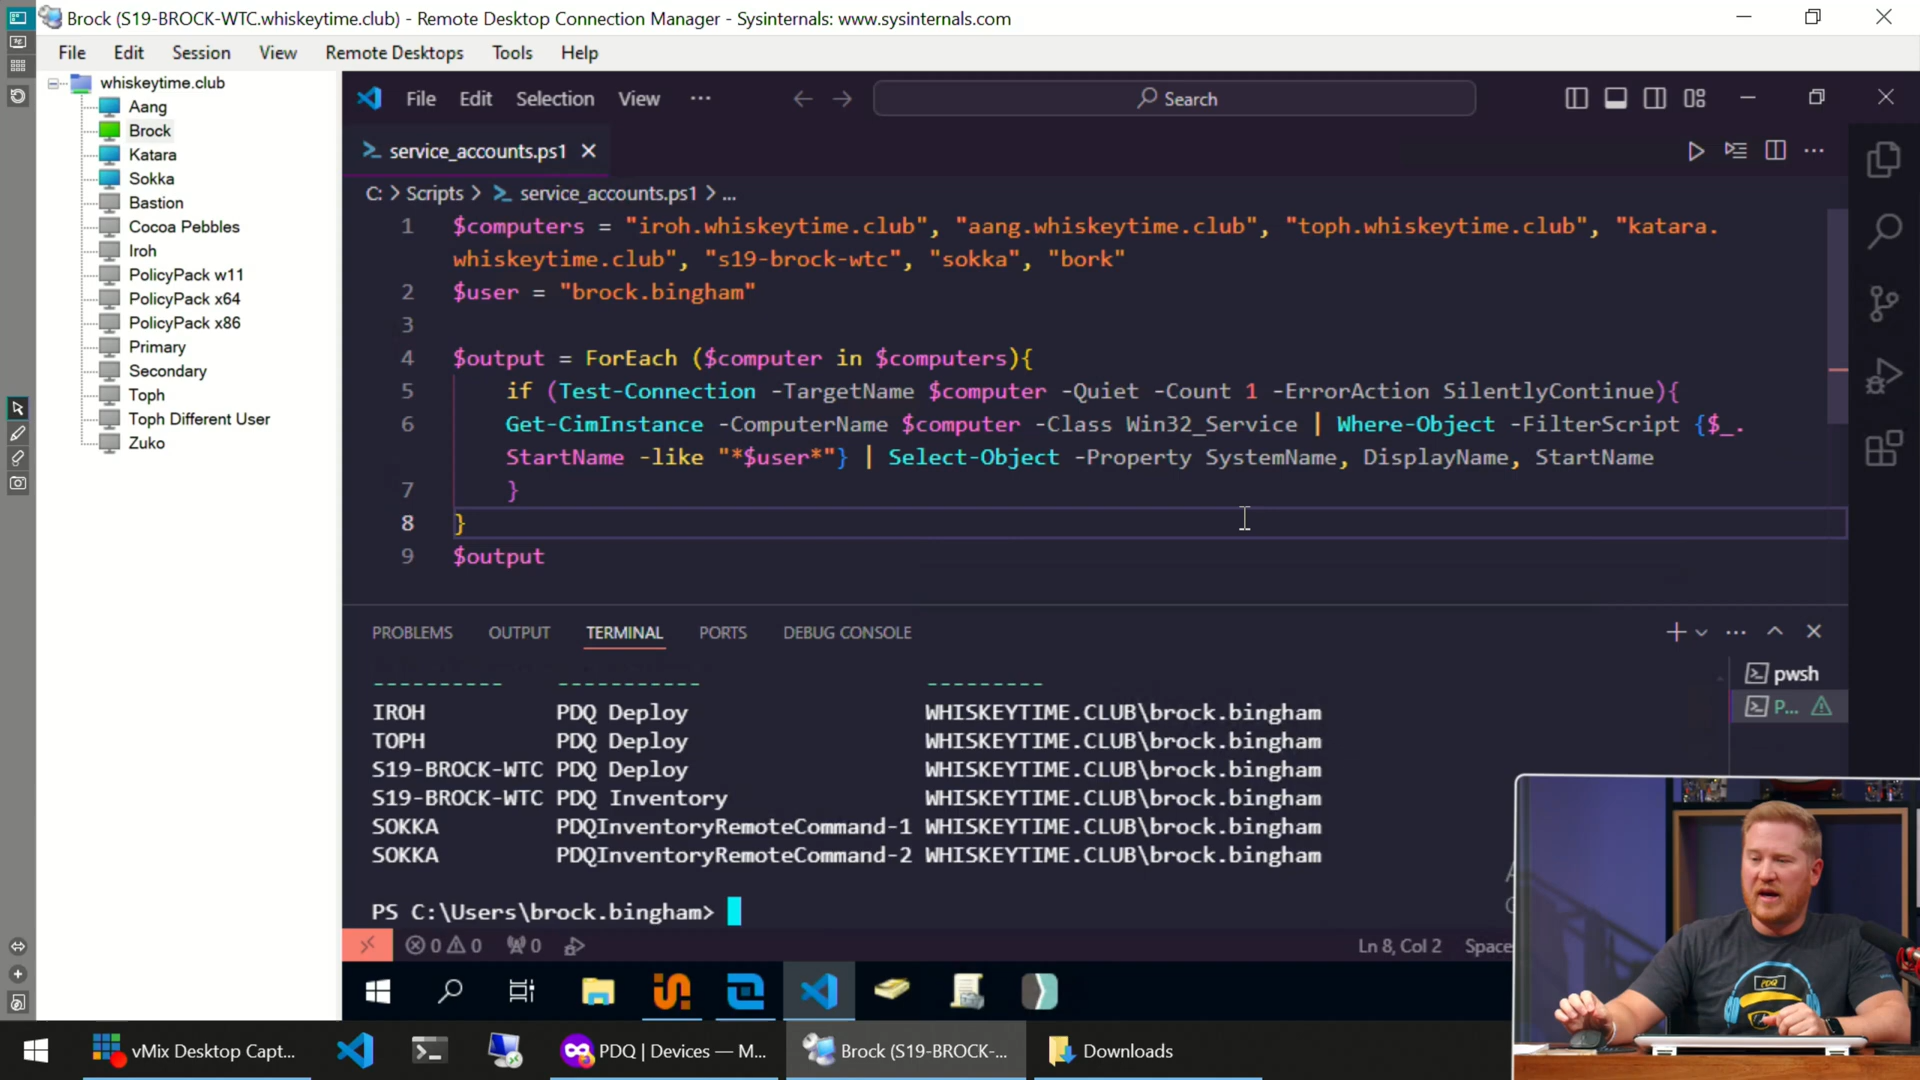 Brock (S19-BROCK-WTC.whiskeytime.club) - Remote Desktop Connection Manager - Sysinternals: www.sysinternals.com
File Edit Session View Remote Desktops Tools Help
whiskeytime.club
Aang
Brock
Katara
Sokka
Bastion
Cocoa Pebbles
Iroh
PolicyPack w11
PolicyPack x64
PolicyPack x86
Primary
Secondary
Toph
Toph Different User
Zuko
File Edit Selection View ··· Search
service_accounts.ps1
C: > Scripts > service_accounts.ps1 > ...
1 $computers = "iroh.whiskeytime.club", "aang.whiskeytime.club", "toph.whiskeytime.club", "katara.
whiskeytime.club", "s19-brock-wtc", "sokka", "bork"
2 $user = "brock.bingham"
3
4 $output = ForEach ($computer in $computers){
5 if (Test-Connection -TargetName $computer -Quiet -Count 1 -ErrorAction SilentlyContinue){
6 Get-CimInstance -ComputerName $computer -Class Win32_Service | Where-Object -FilterScript {$_.
StartName -like "*$user*"} | Select-Object -Property SystemName, DisplayName, StartName
7 }
8 }
9 $output
PROBLEMS OUTPUT TERMINAL PORTS DEBUG CONSOLE
---------- ----------- ---------
IROH PDQ Deploy WHISKEYTIME.CLUB\brock.bingham
TOPH PDQ Deploy WHISKEYTIME.CLUB\brock.bingham
S19-BROCK-WTC PDQ Deploy WHISKEYTIME.CLUB\brock.bingham
S19-BROCK-WTC PDQ Inventory WHISKEYTIME.CLUB\brock.bingham
SOKKA PDQInventoryRemoteCommand-1 WHISKEYTIME.CLUB\brock.bingham
SOKKA PDQInventoryRemoteCommand-2 WHISKEYTIME.CLUB\brock.bingham
PS C:\Users\brock.bingham>
pwsh
P...
0 0 0 Ln 8, Col 2 Space
PDQ
vMix Desktop Capt... PDQ | Devices — M... Brock (S19-BROCK-... Downloads